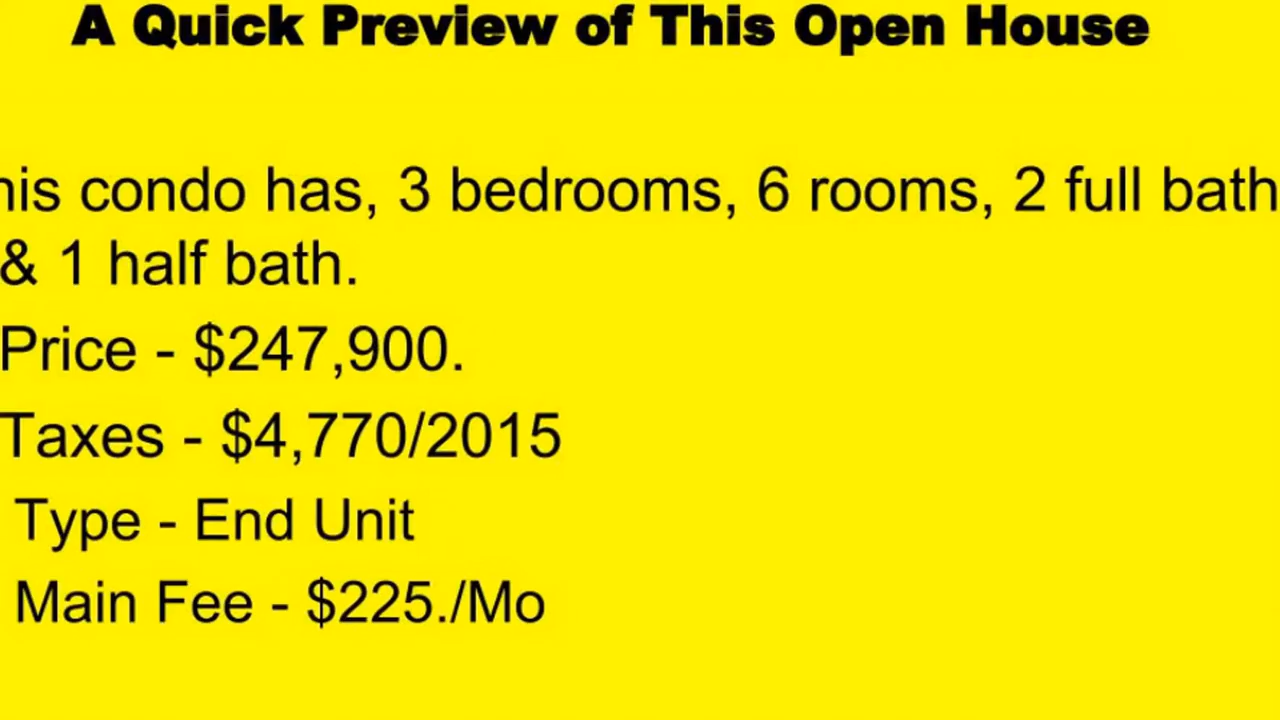 A Quick Preview of This Open House
his condo has, 3 bedrooms, 6 rooms, 2 full bath
& 1 half bath.
Price - $247,900.
Taxes - $4,770/2015
Type - End Unit
Main Fee - $225./Mo